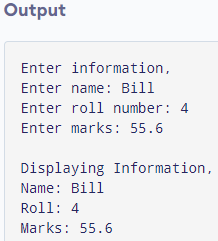 Output
Enter information,
Enter name: Bill
Enter roll number: 4
Enter marks: 55.6
Displaying Information,
Name: Bill
Roll: 4
Marks: 55.6